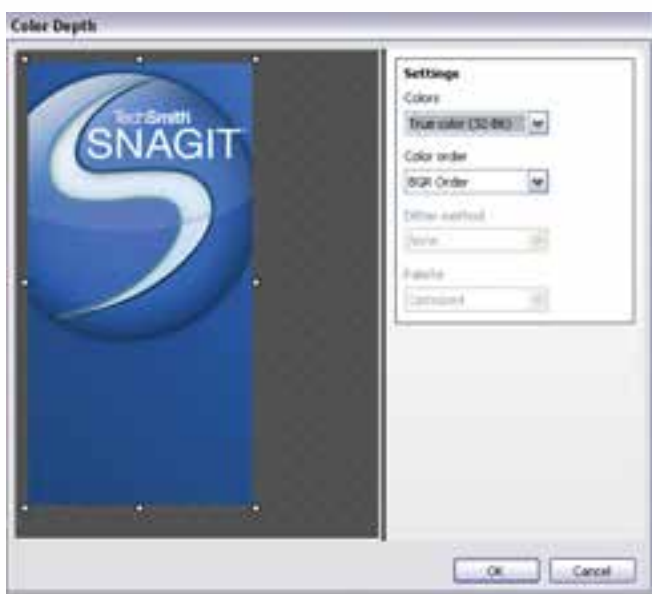 Color Depth
TechSmith
SNAGIT
Settings
Colors
True color (32-Bit)
Color order
BGR Order
Dither method
None
Palette
Optimized
OK
Cancel